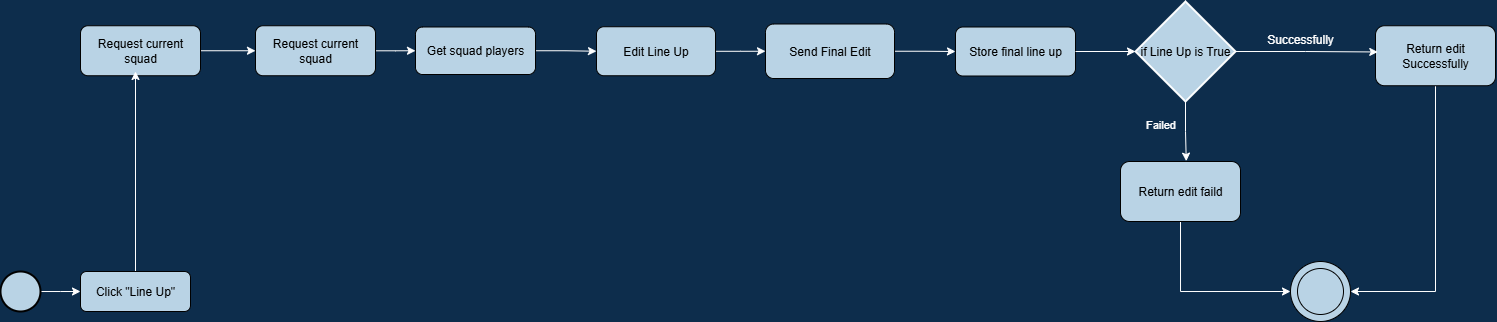 Request current
squad
Request current
squad
Get squad players
Edit Line Up
Send Final Edit
Store final line up
if Line Up is True
Successfully
Return edit
Successfully
Failed
Return edit faild
Click "Line Up"